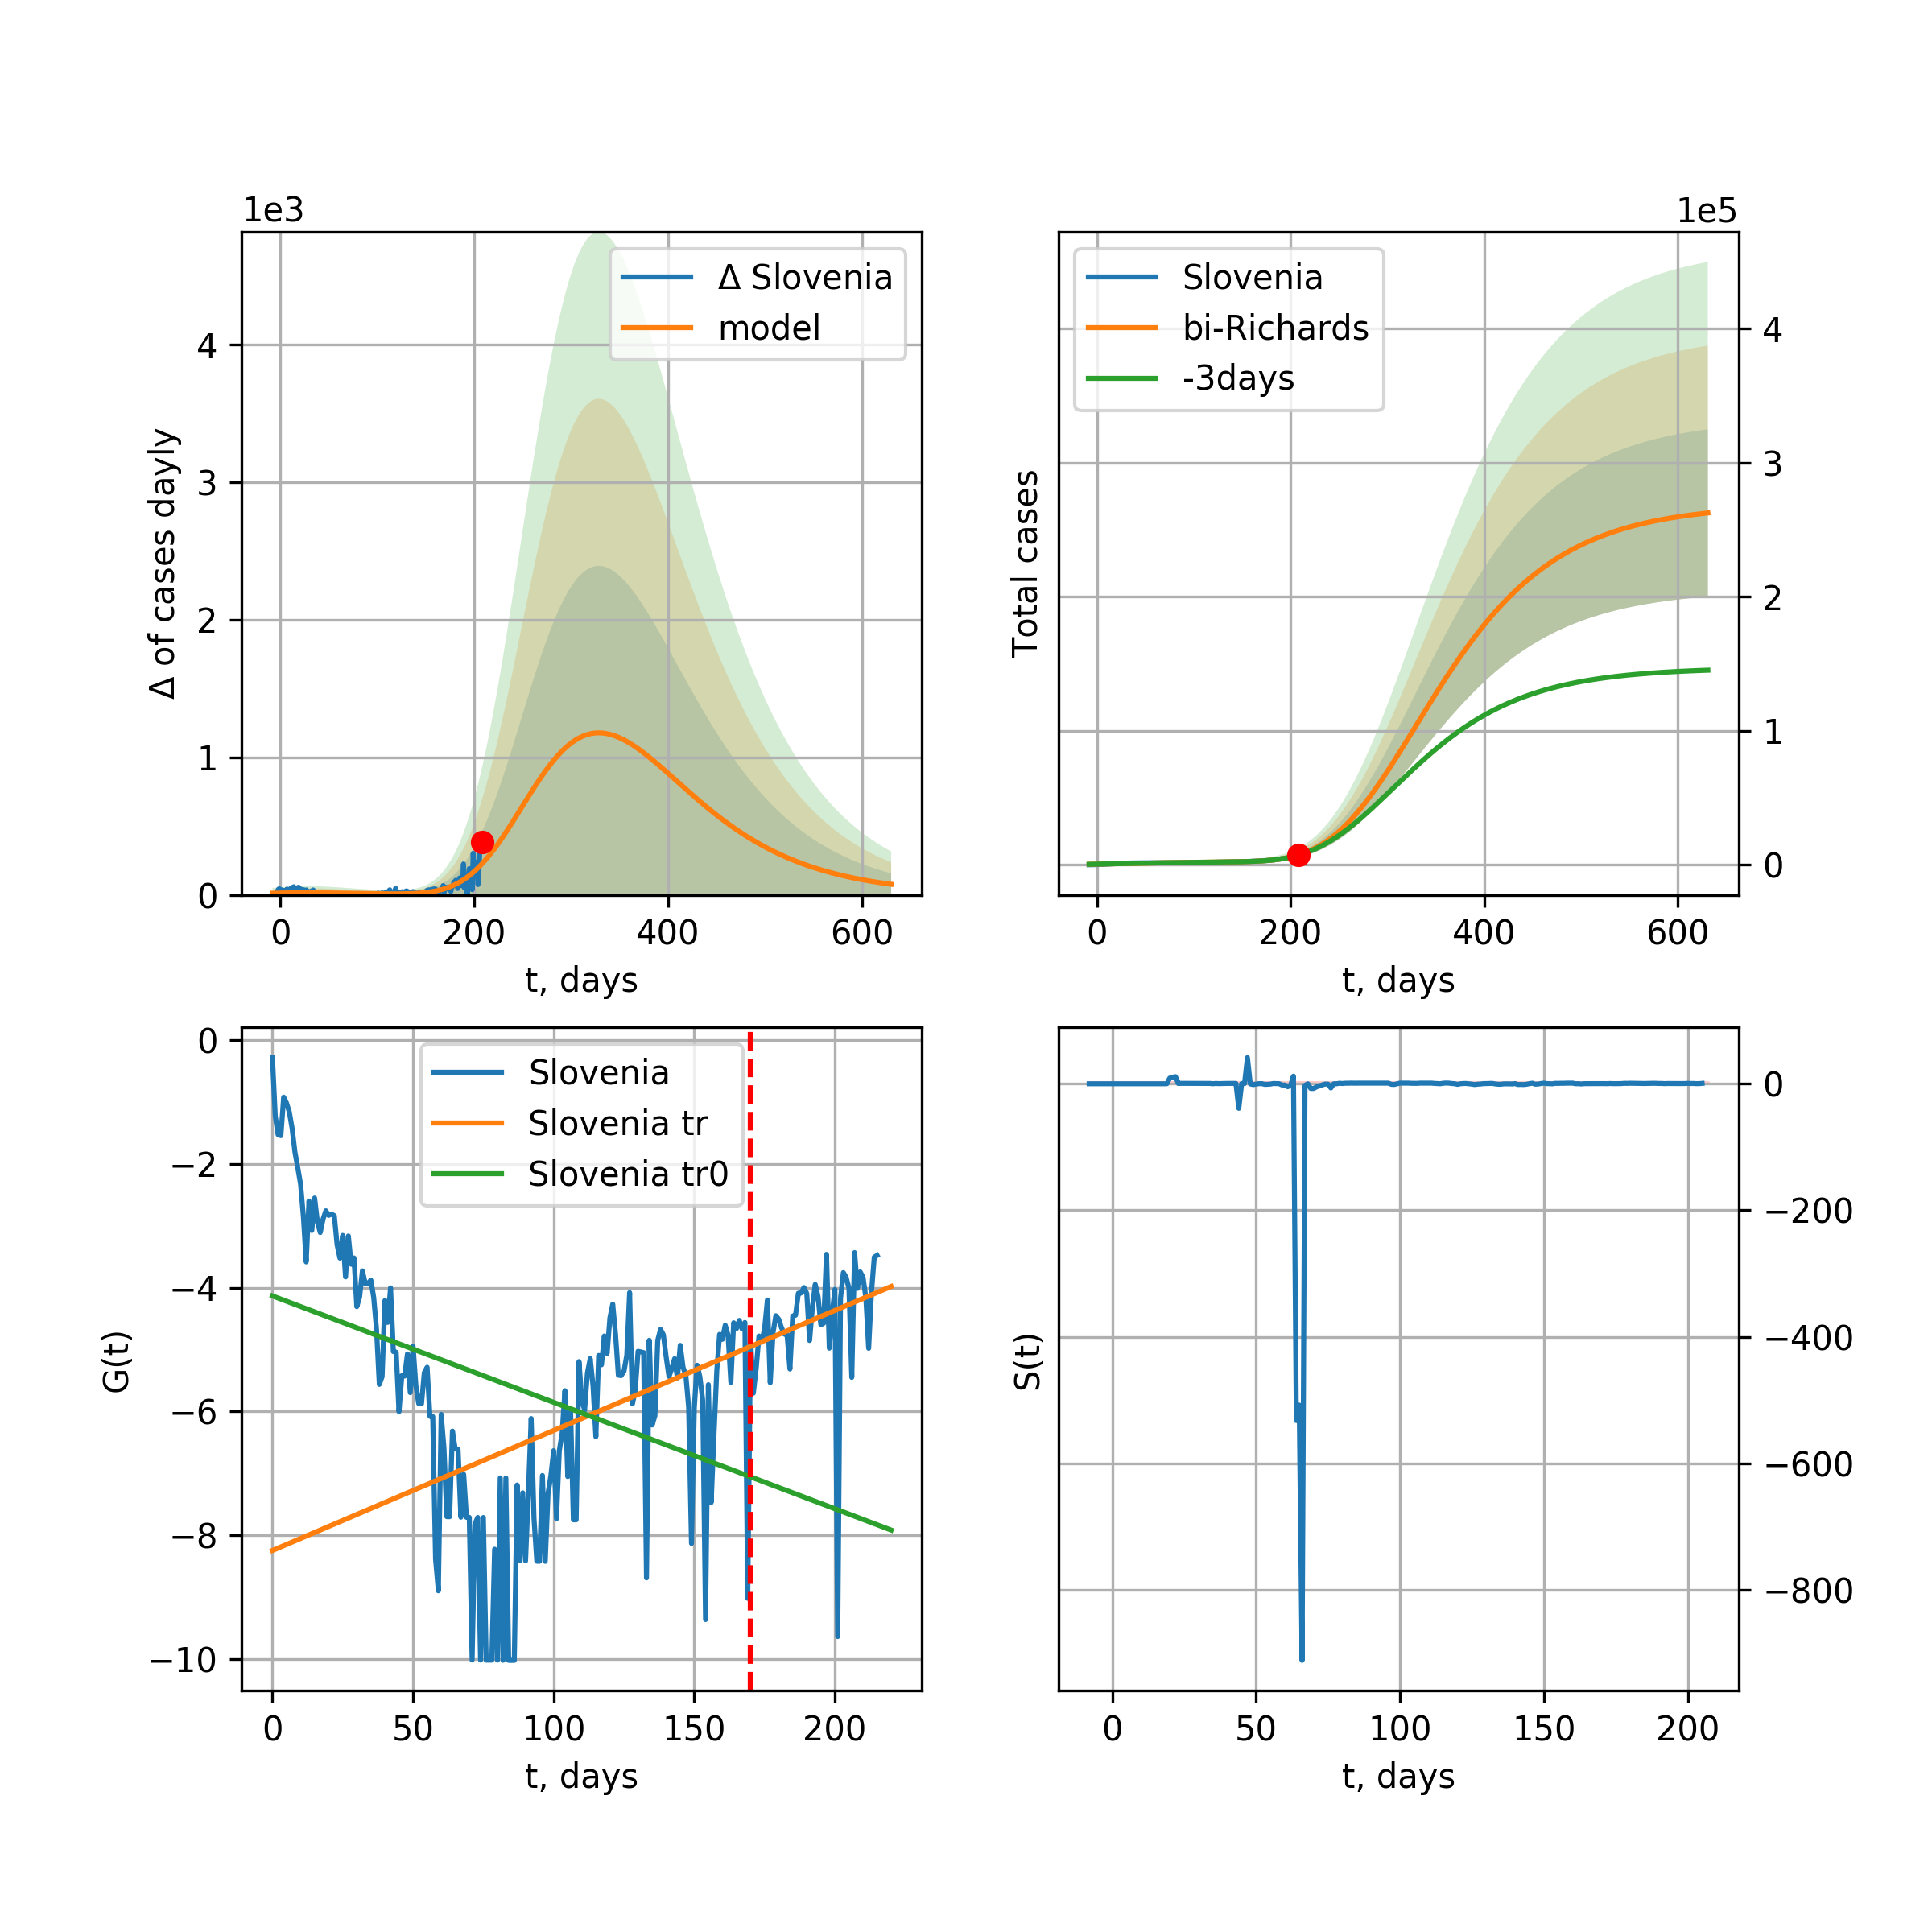 1e3
Δ Slovenia
model
4
3
2
1
0
Δ of cases dayly
0 200 400 600
t, days
1e5
Slovenia
bi-Richards
-3days
4
3
2
1
0
Total cases
0 200 400 600
t, days
Slovenia
Slovenia tr
Slovenia tr0
0
−2
−4
−6
−8
−10
G(t)
0 50 100 150 200
t, days
0
−200
−400
−600
−800
S(t)
0 50 100 150 200
t, days